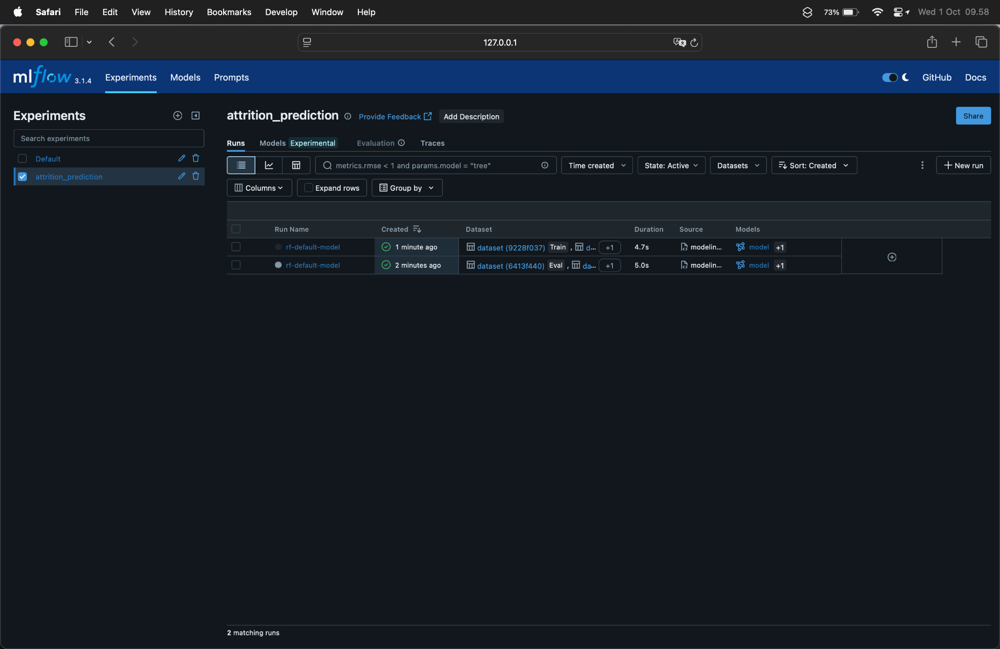 Safari File Edit View History Bookmarks Develop Window Help 73% Wed 1 Oct 09.58
127.0.0.1
mlflow 3.1.4 Experiments Models Prompts GitHub Docs
Experiments
Search experiments
Default
attrition_prediction
attrition_prediction Provide Feedback Add Description Share
Runs Models Experimental Evaluation Traces
metrics.rmse < 1 and params.model = "tree" Time created State: Active Datasets Sort: Created New run
Columns Expand rows Group by
Run Name Created Dataset Duration Source Models
rf-default-model 1 minute ago dataset (9228f037) Train , d... +1 4.7s modelin... model +1
rf-default-model 2 minutes ago dataset (6413f440) Eval , da... +1 5.0s modelin... model +1
2 matching runs